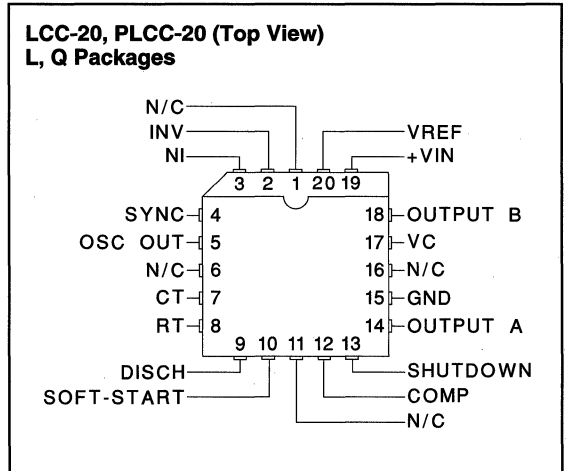 LCC-20, PLCC-20 (Top View)
L, Q Packages
N/C
INV
NI
VREF
+VIN
3 2 1 20 19
SYNC 4
OSC OUT 5
N/C 6
CT 7
RT 8
18 OUTPUT B
17 VC
16 N/C
15 GND
14 OUTPUT A
9 10 11 12 13
DISCH
SOFT-START
SHUTDOWN
COMP
N/C